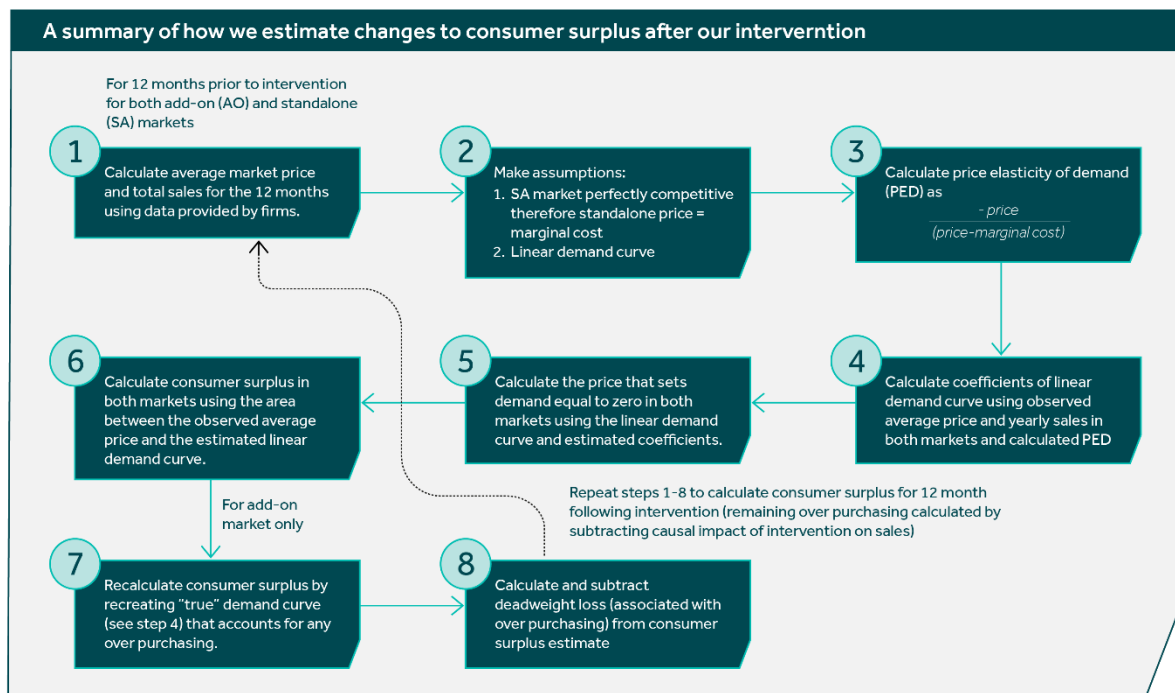 A summary of how we estimate changes to consumer surplus after our interverntion
For 12 months prior to intervention
for both add-on (AO) and standalone
(SA) markets
1
Calculate average market price
and total sales for the 12 months
using data provided by firms.
2
Make assumptions:
1. SA market perfectly competitive
therefore standalone price =
marginal cost
2. Linear demand curve
3
Calculate price elasticity of demand
(PED) as
- price
(price-marginal cost)
4
Calculate coefficients of linear
demand curve using observed
average price and yearly sales in
both markets and calculated PED
5
Calculate the price that sets
demand equal to zero in both
markets using the linear demand
curve and estimated coefficients.
6
Calculate consumer surplus in
both markets using the area
between the observed average
price and the estimated linear
demand curve.
For add-on
market only
Repeat steps 1-8 to calculate consumer surplus for 12 month
following intervention (remaining over purchasing calculated by
subtracting causal impact of intervention on sales)
7
Recalculate consumer surplus by
recreating "true" demand curve
(see step 4) that accounts for any
over purchasing.
8
Calculate and subtract
deadweight loss (associated with
over purchasing) from consumer
surplus estimate